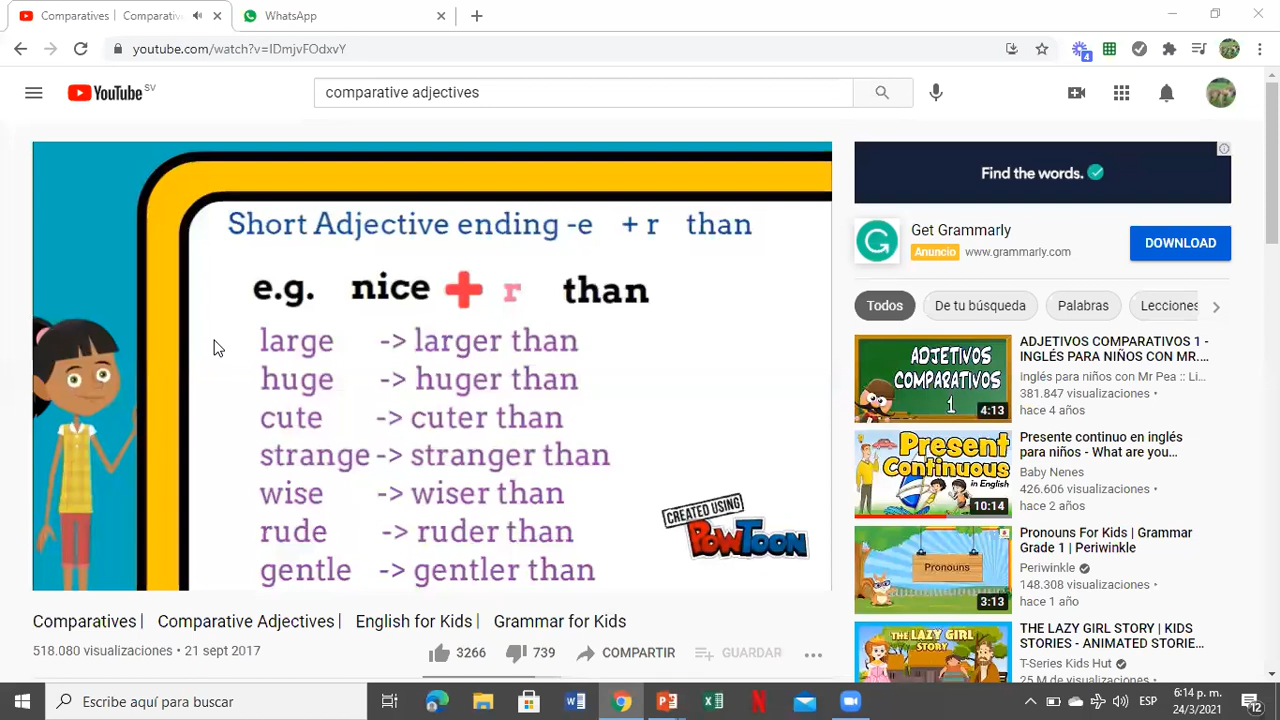 Comparatives | Comparativ
WhatsApp
youtube.com/watch?v=IDmjvFOdxvY
4
YouTube SV
comparative adjectives
Short Adjective ending -e + r than
e.g. nice + r than
large -> larger than
huge -> huger than
cute -> cuter than
strange -> stranger than
wise -> wiser than
rude -> ruder than
gentle -> gentler than
CREATED USING
POWTOON
Comparatives | Comparative Adjectives | English for Kids | Grammar for Kids
518.080 visualizaciones • 21 sept 2017
3266 739 COMPARTIR GUARDAR
Find the words.
Get Grammarly
Anuncio www.grammarly.com
DOWNLOAD
Todos De tu búsqueda Palabras Lecciones
ADJETIVOS
COMPARATIVOS
1
4:13
ADJETIVOS COMPARATIVOS 1 -
INGLÉS PARA NIÑOS CON MR....
Inglés para niños con Mr Pea :: Li...
381.847 visualizaciones •
hace 4 años
Present
Continuous
in English
10:14
Presente continuo en inglés
para niños - What are you...
Baby Nenes
426.606 visualizaciones •
hace 2 años
Pronouns
3:13
Pronouns For Kids | Grammar
Grade 1 | Periwinkle
Periwinkle
148.308 visualizaciones •
hace 1 año
THE LAZY GIRL
STORY
THE LAZY GIRL STORY | KIDS
STORIES - ANIMATED STORIE...
T-Series Kids Hut
25 M de visualizaciones •
Escribe aquí para buscar
ESP
6:14 p. m.
24/3/2021
12